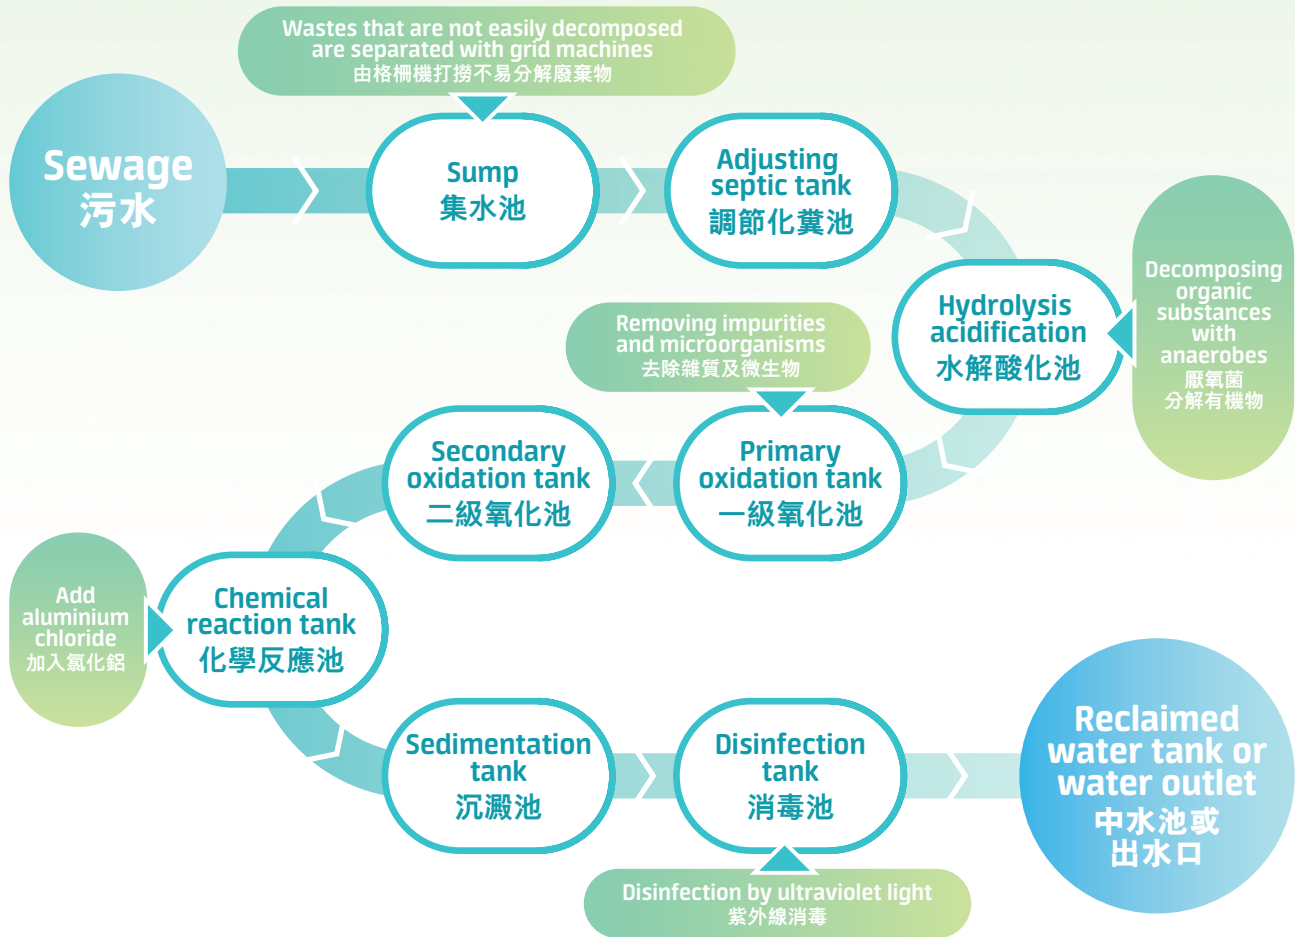 Wastes that are not easily decomposed
are separated with grid machines
由格柵機打撈不易分解廢棄物
Sewage
污水
Sump
集水池
Adjusting
septic tank
調節化糞池
Hydrolysis
acidification
水解酸化池
Decomposing
organic
substances
with
anaerobes
厭氧菌
分解有機物
Removing impurities
and microorganisms
去除雜質及微生物
Primary
oxidation tank
一級氧化池
Secondary
oxidation tank
二級氧化池
Chemical
reaction tank
化學反應池
Add
aluminium
chloride
加入氯化鋁
Sedimentation
tank
沉澱池
Disinfection
tank
消毒池
Disinfection by ultraviolet light
紫外線消毒
Reclaimed
water tank or
water outlet
中水池或
出水口